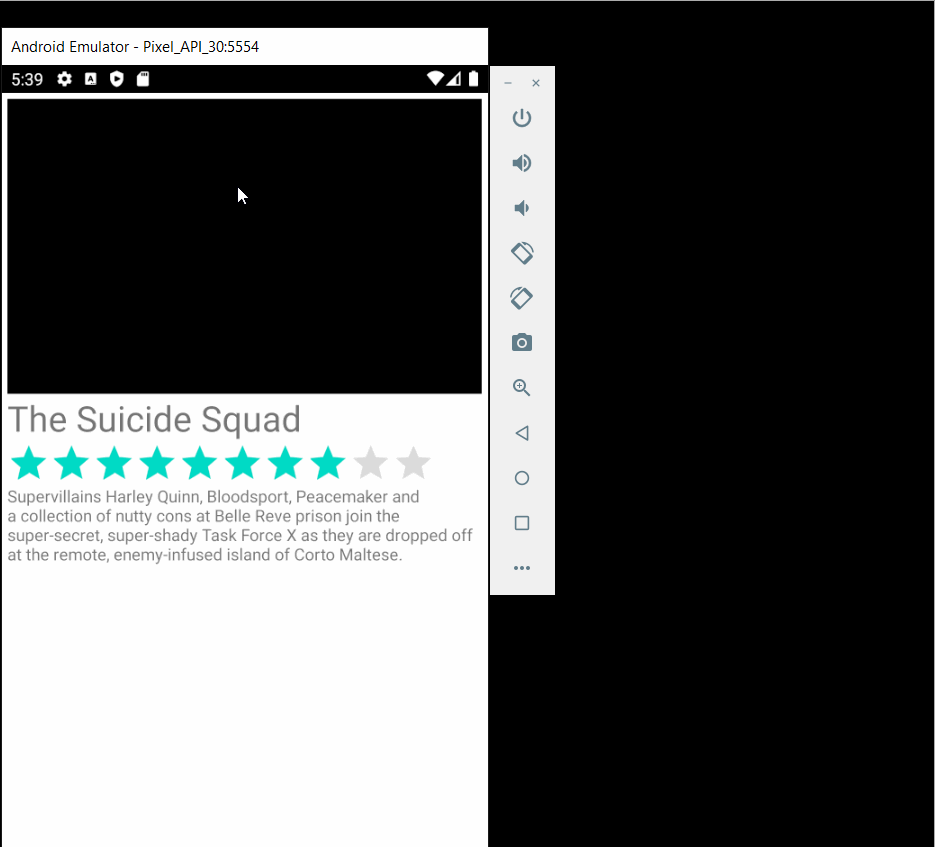 Android Emulator - Pixel_API_30:5554
5:39
A
The Suicide Squad
Supervillains Harley Quinn, Bloodsport, Peacemaker and
a collection of nutty cons at Belle Reve prison join the
super-secret, super-shady Task Force X as they are dropped off
at the remote, enemy-infused island of Corto Maltese.